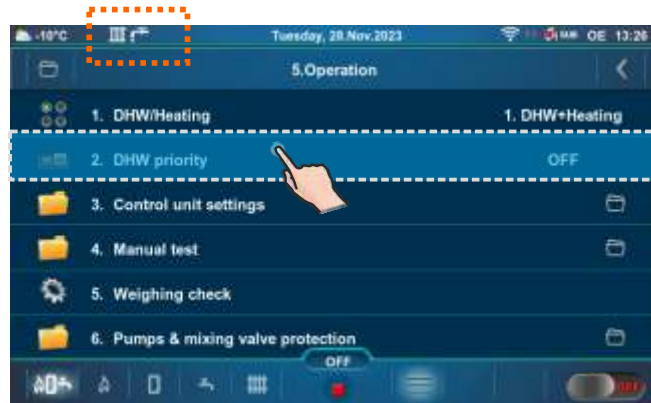 -10°C Tuesday, 28.Nov.2023 OE 13:26
5.Operation
1. DHW/Heating 1. DHW+Heating
2. DHW priority OFF
3. Control unit settings
4. Manual test
5. Weighing check
6. Pumps & mixing valve protection
OFF
OFF